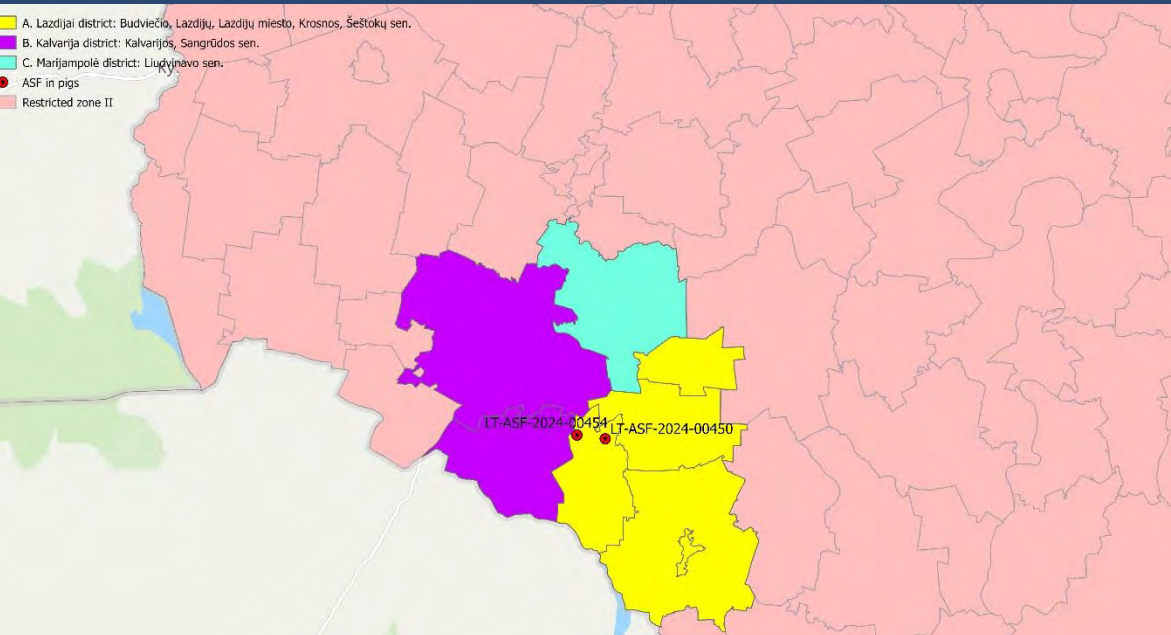 A. Lazdijai district: Budviečio, Lazdijų, Lazdijų miesto, Krosnos, Šeštokų sen.
B. Kalvarija district: Kalvarijos, Sangrūdos sen.
C. Marijampolė district: Liudvinavo sen.
Ky.
ASF in pigs
Restricted zone II
LT-ASF-2024-00454
LT-ASF-2024-00450